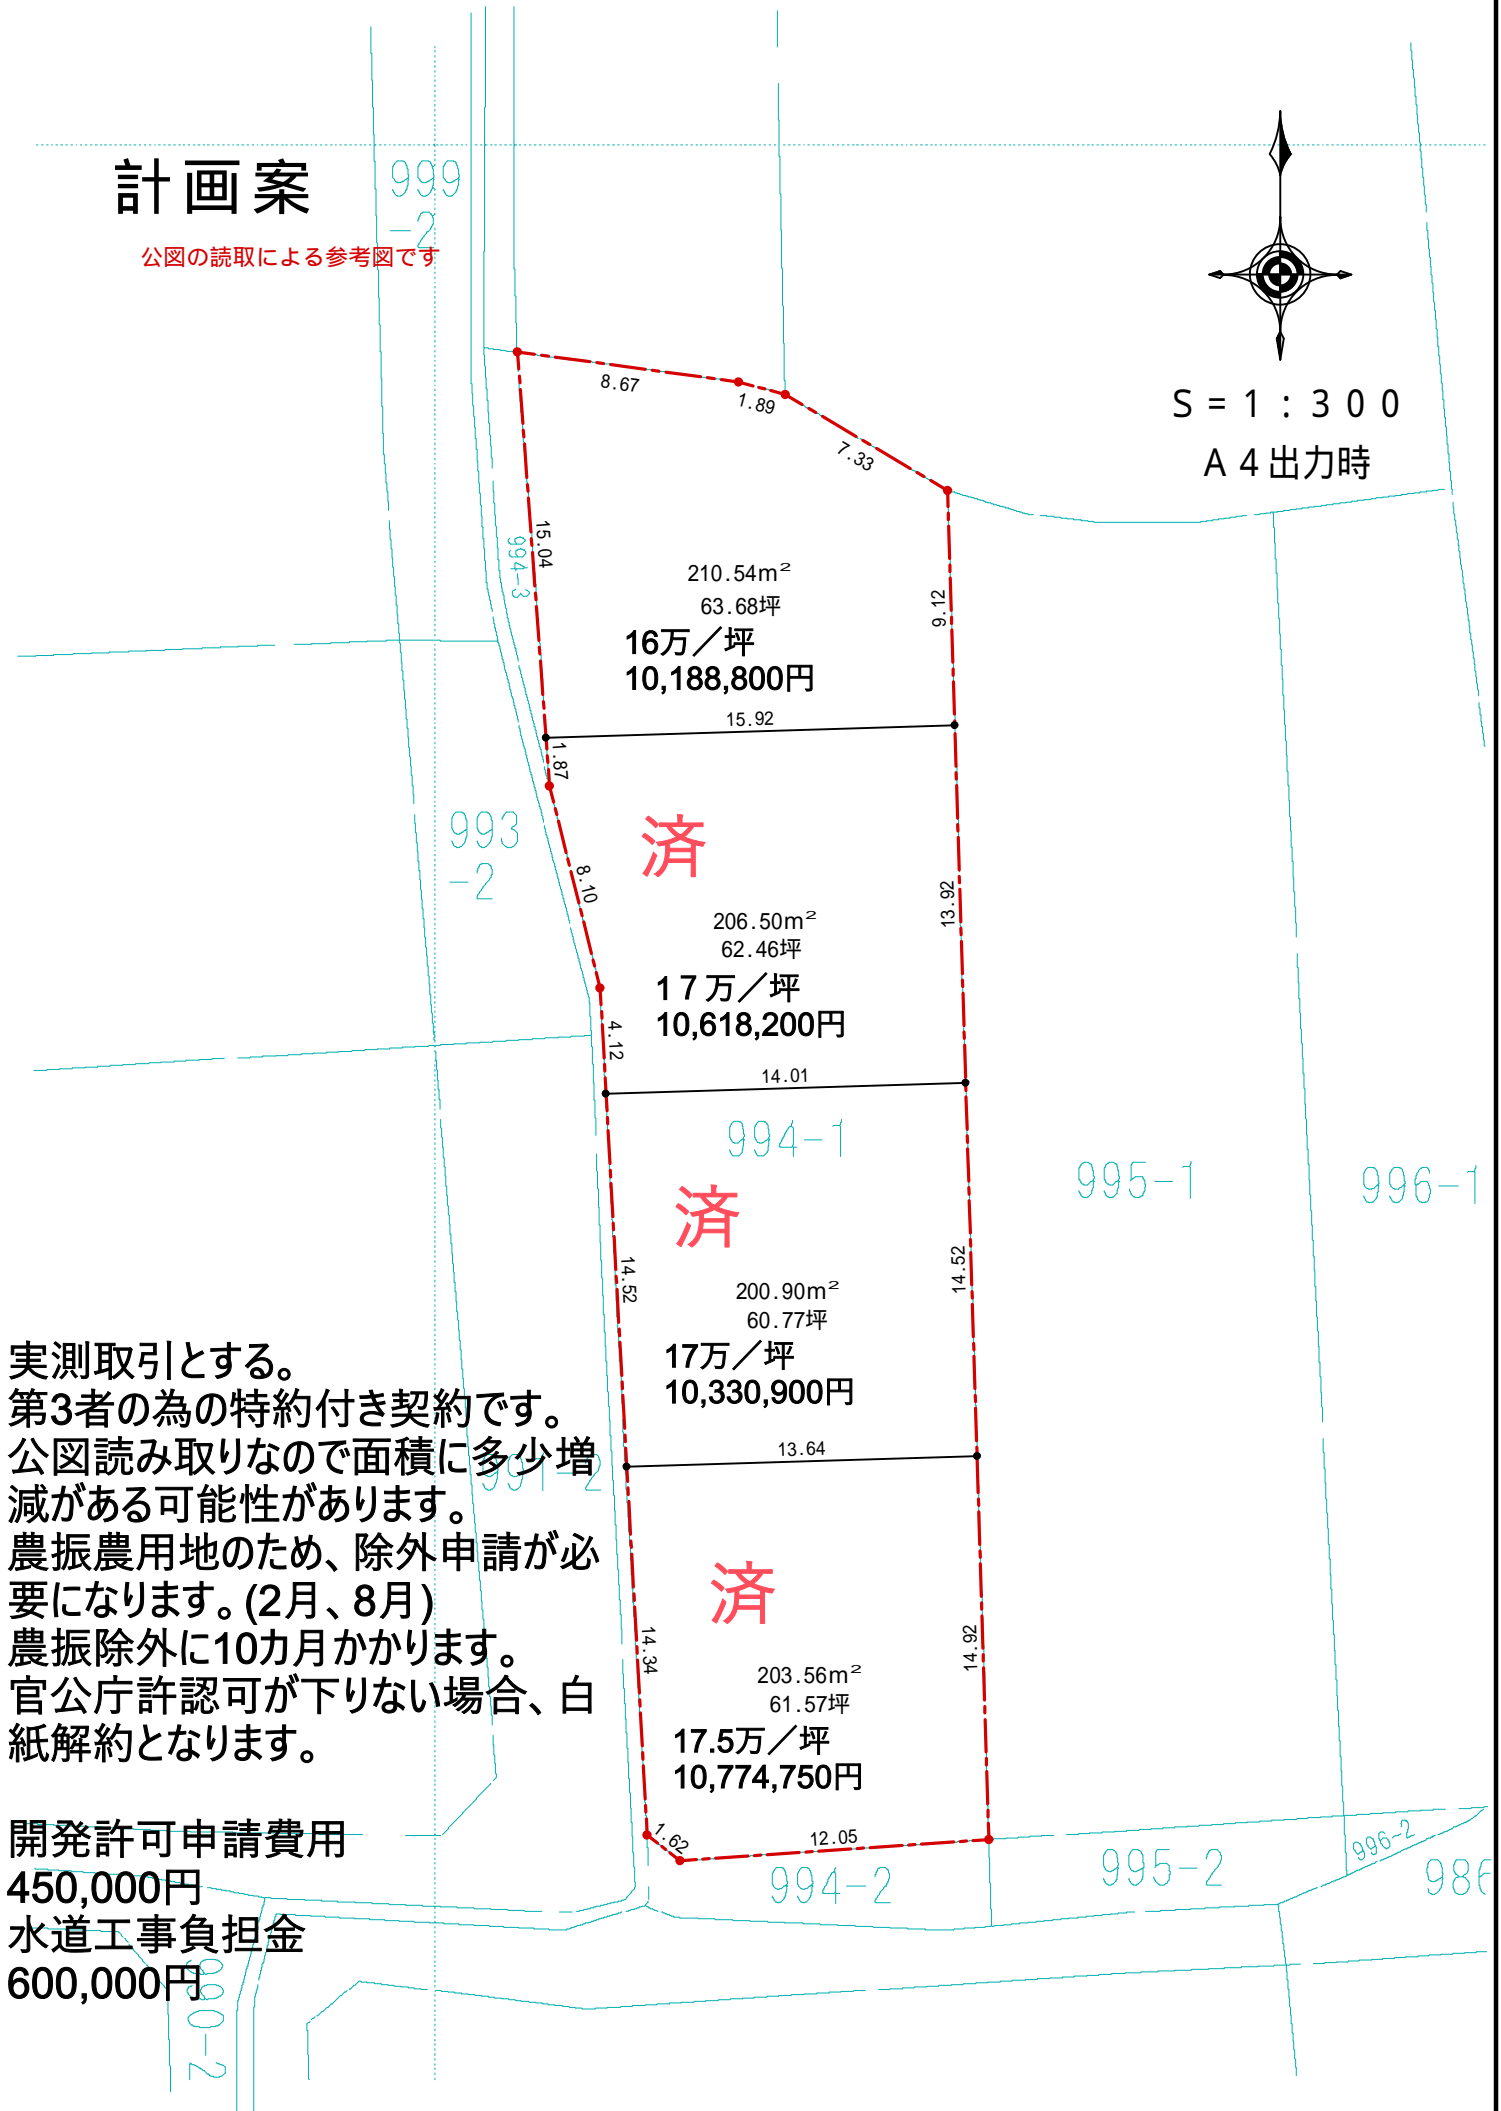 計画案
公図の読取による参考図です
999
-2
S=1:300
A4出力時
8.67
1.89
7.33
15.04
994-3
9.12
210.54m²
63.68坪
16万／坪
10,188,800円
15.92
1.87
993
-2
済
8.10
13.92
206.50m²
62.46坪
17万／坪
10,618,200円
4.12
14.01
994-1
995-1
996-1
済
14.52
14.52
200.90m²
60.77坪
17万／坪
10,330,900円
13.64
991-2
済
14.34
14.92
203.56m²
61.57坪
17.5万／坪
10,774,750円
1.62
12.05
994-2
995-2
996-2
986
実測取引とする。
第3者の為の特約付き契約です。
公図読み取りなので面積に多少増
減がある可能性があります。
農振農用地のため、除外申請が必
要になります。(2月、8月)
農振除外に10カ月かかります。
官公庁許認可が下りない場合、白
紙解約となります。
開発許可申請費用
450,000円
水道工事負担金
600,000円
990-2